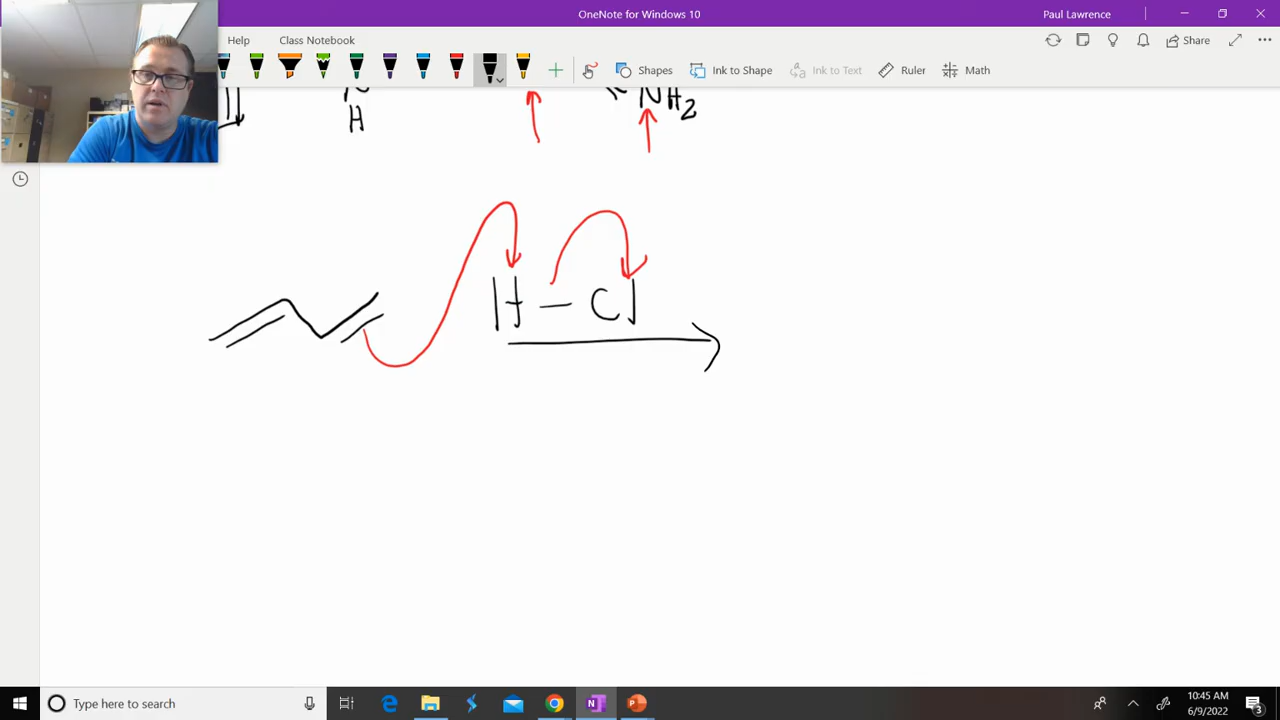 OneNote for Windows 10 Paul Lawrence
Help Class Notebook Share
Shapes Ink to Shape Ink to Text Ruler Math
N
H
NH2
H — Cl
Type here to search 10:45 AM
6/9/2022 3